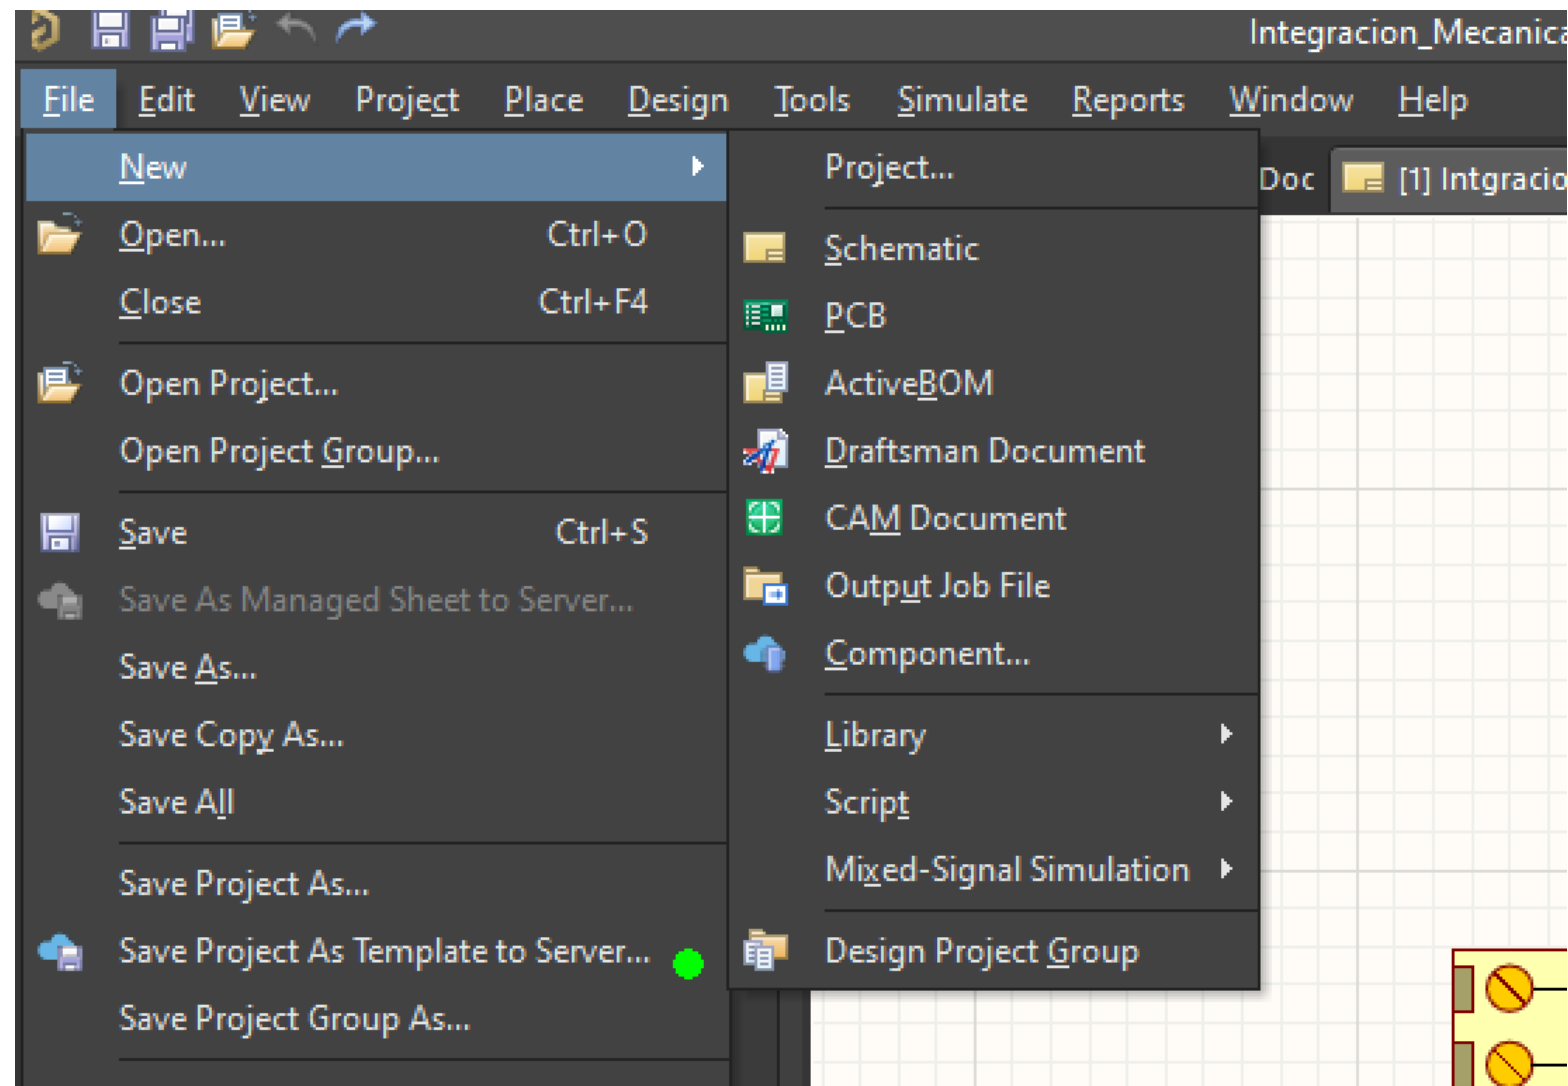 Integracion_Mecanica
File Edit View Project Place Design Tools Simulate Reports Window Help
Doc [1] Intgracio
New
Open... Ctrl+O
Close Ctrl+F4
Open Project...
Open Project Group...
Save Ctrl+S
Save As Managed Sheet to Server...
Save As...
Save Copy As...
Save All
Save Project As...
Save Project As Template to Server...
Save Project Group As...
Project...
Schematic
PCB
ActiveBOM
Draftsman Document
CAM Document
Output Job File
Component...
Library
Script
Mixed-Signal Simulation
Design Project Group